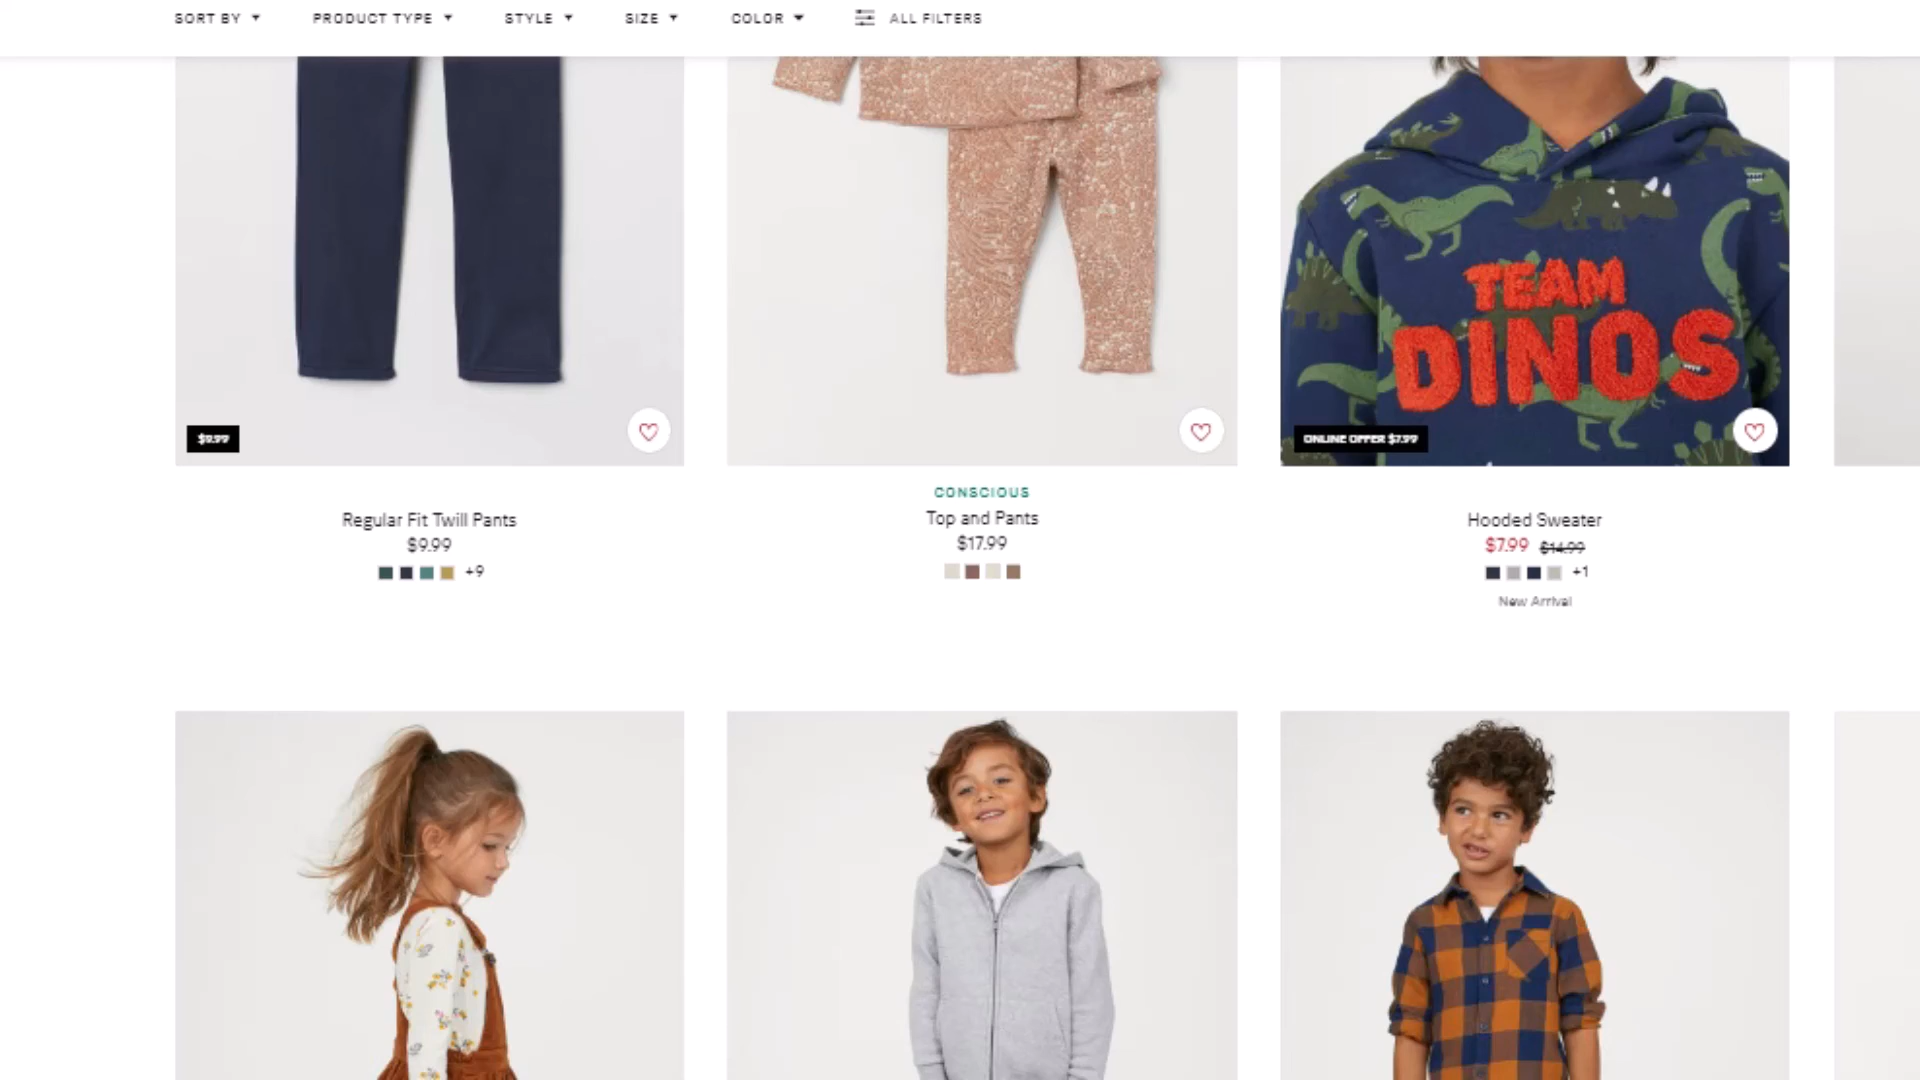 SORT BY PRODUCT TYPE STYLE SIZE COLOR ALL FILTERS
TEAM
DINOS
$9.99
ONLINE OFFER $7.99
CONSCIOUS
Regular Fit Twill Pants
$9.99
+9
Top and Pants
$17.99
Hooded Sweater
$7.99 $14.99
+1
New Arrival